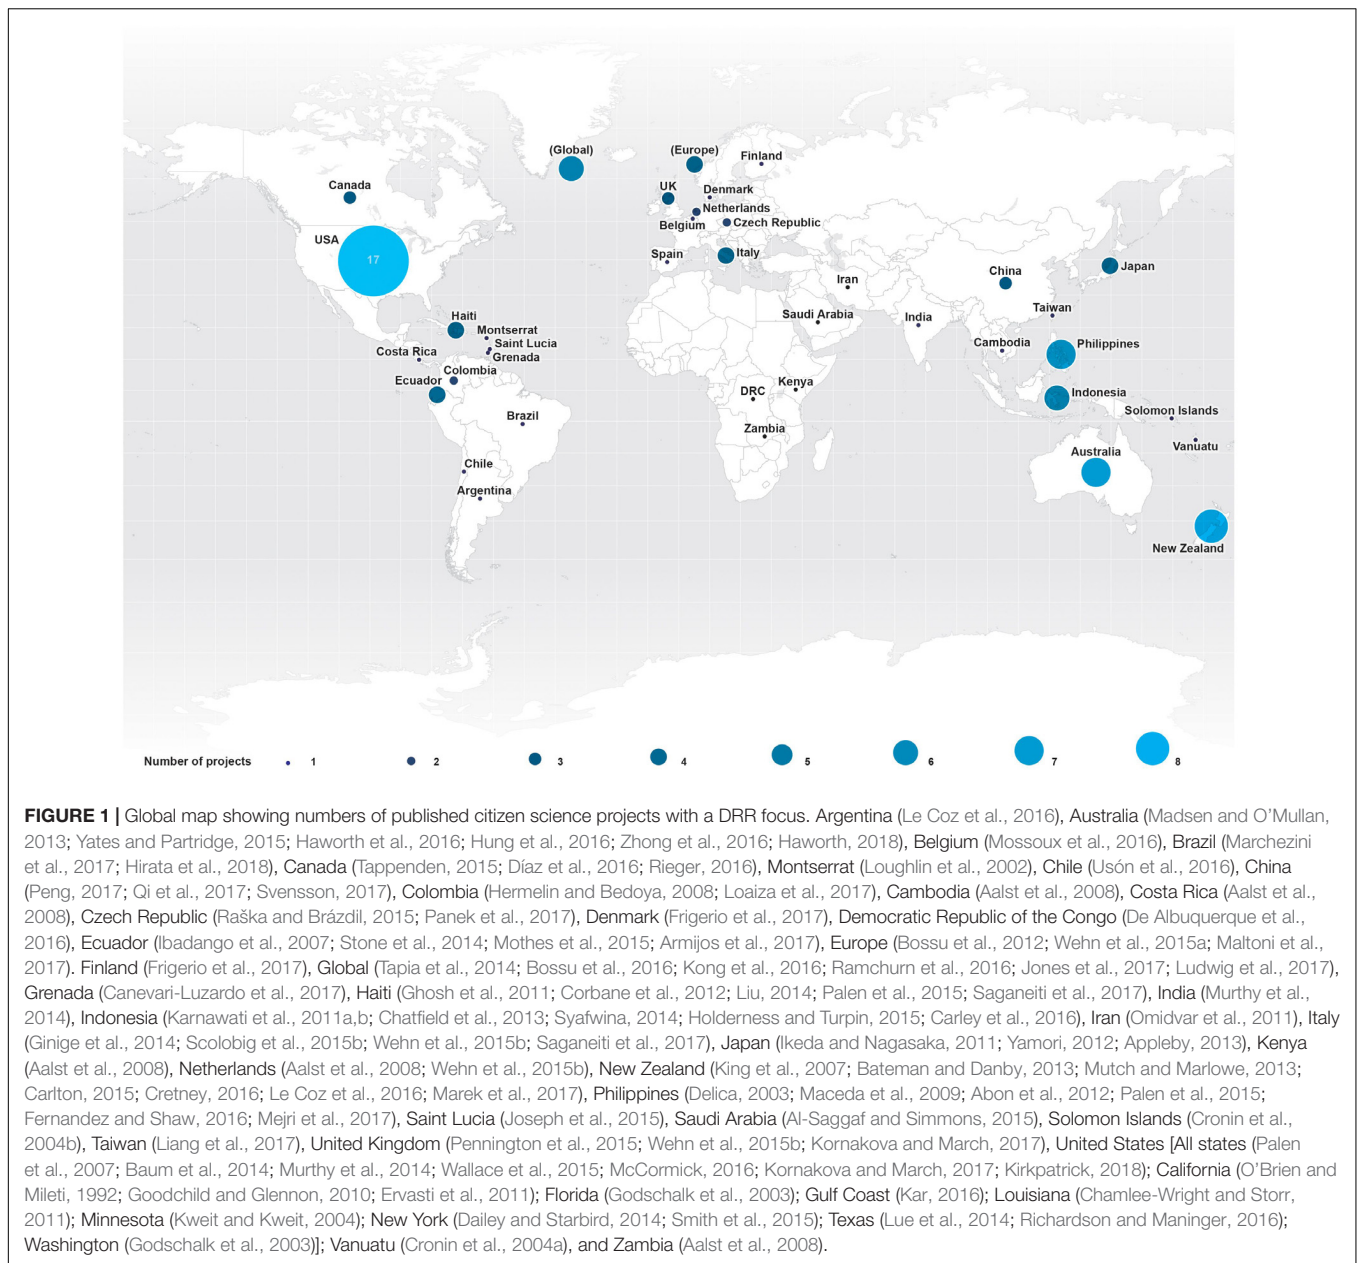 (Global)
(Europe)
Finland
Canada
UK
Denmark
Netherlands
Belgium
Czech Republic
USA
17
Spain
Italy
Iran
China
Japan
Saudi Arabia
India
Taiwan
Haiti
Montserrat
Saint Lucia
Grenada
Costa Rica
Colombia
Ecuador
Cambodia
Philippines
Kenya
DRC
Indonesia
Brazil
Zambia
Solomon Islands
Vanuatu
Australia
Chile
Argentina
New Zealand
Number of projects 1 2 3 4 5 6 7 8
FIGURE 1 | Global map showing numbers of published citizen science projects with a DRR focus. Argentina (Le Coz et al., 2016), Australia (Madsen and O’Mullan,
2013; Yates and Partridge, 2015; Haworth et al., 2016; Hung et al., 2016; Zhong et al., 2016; Haworth, 2018), Belgium (Mossoux et al., 2016), Brazil (Marchezini
et al., 2017; Hirata et al., 2018), Canada (Tappenden, 2015; Díaz et al., 2016; Rieger, 2016), Montserrat (Loughlin et al., 2002), Chile (Usón et al., 2016), China
(Peng, 2017; Qi et al., 2017; Svensson, 2017), Colombia (Hermelin and Bedoya, 2008; Loaiza et al., 2017), Cambodia (Aalst et al., 2008), Costa Rica (Aalst et al.,
2008), Czech Republic (Raška and Brázdil, 2015; Panek et al., 2017), Denmark (Frigerio et al., 2017), Democratic Republic of the Congo (De Albuquerque et al.,
2016), Ecuador (Ibadango et al., 2007; Stone et al., 2014; Mothes et al., 2015; Armijos et al., 2017), Europe (Bossu et al., 2012; Wehn et al., 2015a; Maltoni et al.,
2017). Finland (Frigerio et al., 2017), Global (Tapia et al., 2014; Bossu et al., 2016; Kong et al., 2016; Ramchurn et al., 2016; Jones et al., 2017; Ludwig et al., 2017),
Grenada (Canevari-Luzardo et al., 2017), Haiti (Ghosh et al., 2011; Corbane et al., 2012; Liu, 2014; Palen et al., 2015; Saganeiti et al., 2017), India (Murthy et al.,
2014), Indonesia (Karnawati et al., 2011a,b; Chatfield et al., 2013; Syafwina, 2014; Holderness and Turpin, 2015; Carley et al., 2016), Iran (Omidvar et al., 2011), Italy
(Ginige et al., 2014; Scolobig et al., 2015b; Wehn et al., 2015b; Saganeiti et al., 2017), Japan (Ikeda and Nagasaka, 2011; Yamori, 2012; Appleby, 2013), Kenya
(Aalst et al., 2008), Netherlands (Aalst et al., 2008; Wehn et al., 2015b), New Zealand (King et al., 2007; Bateman and Danby, 2013; Mutch and Marlowe, 2013;
Carlton, 2015; Cretney, 2016; Le Coz et al., 2016; Marek et al., 2017), Philippines (Delica, 2003; Maceda et al., 2009; Abon et al., 2012; Palen et al., 2015;
Fernandez and Shaw, 2016; Mejri et al., 2017), Saint Lucia (Joseph et al., 2015), Saudi Arabia (Al-Saggaf and Simmons, 2015), Solomon Islands (Cronin et al.,
2004b), Taiwan (Liang et al., 2017), United Kingdom (Pennington et al., 2015; Wehn et al., 2015b; Kornakova and March, 2017), United States [All states (Palen
et al., 2007; Baum et al., 2014; Murthy et al., 2014; Wallace et al., 2015; McCormick, 2016; Kornakova and March, 2017; Kirkpatrick, 2018); California (O’Brien and
Mileti, 1992; Goodchild and Glennon, 2010; Ervasti et al., 2011); Florida (Godschalk et al., 2003); Gulf Coast (Kar, 2016); Louisiana (Chamlee-Wright and Storr,
2011); Minnesota (Kweit and Kweit, 2004); New York (Dailey and Starbird, 2014; Smith et al., 2015); Texas (Lue et al., 2014; Richardson and Maninger, 2016);
Washington (Godschalk et al., 2003)]; Vanuatu (Cronin et al., 2004a), and Zambia (Aalst et al., 2008).